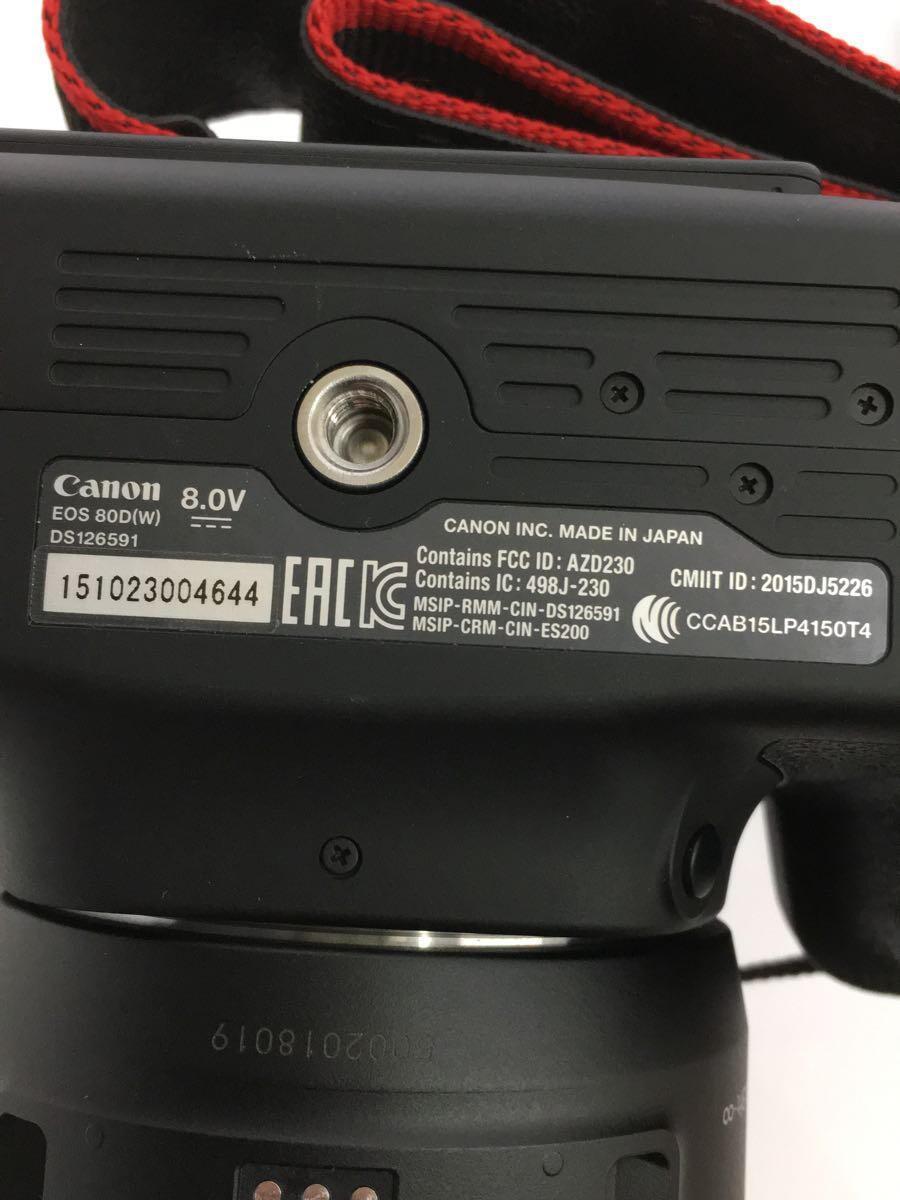 Canon 8.0V
EOS 80D(W)
DS126591
151023004644
EAC
CANON INC. MADE IN JAPAN
Contains FCC ID : AZD230
Contains IC : 498J-230
MSIP-RMM-CIN-DS126591
MSIP-CRM-CIN-ES200
CMIIT ID : 2015DJ5226
CCAB15LP4150T4